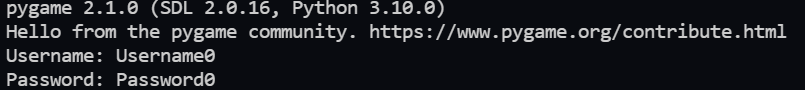 pygame 2.1.0 (SDL 2.0.16, Python 3.10.0)
Hello from the pygame community. https://www.pygame.org/contribute.html
Username: Username0
Password: Password0